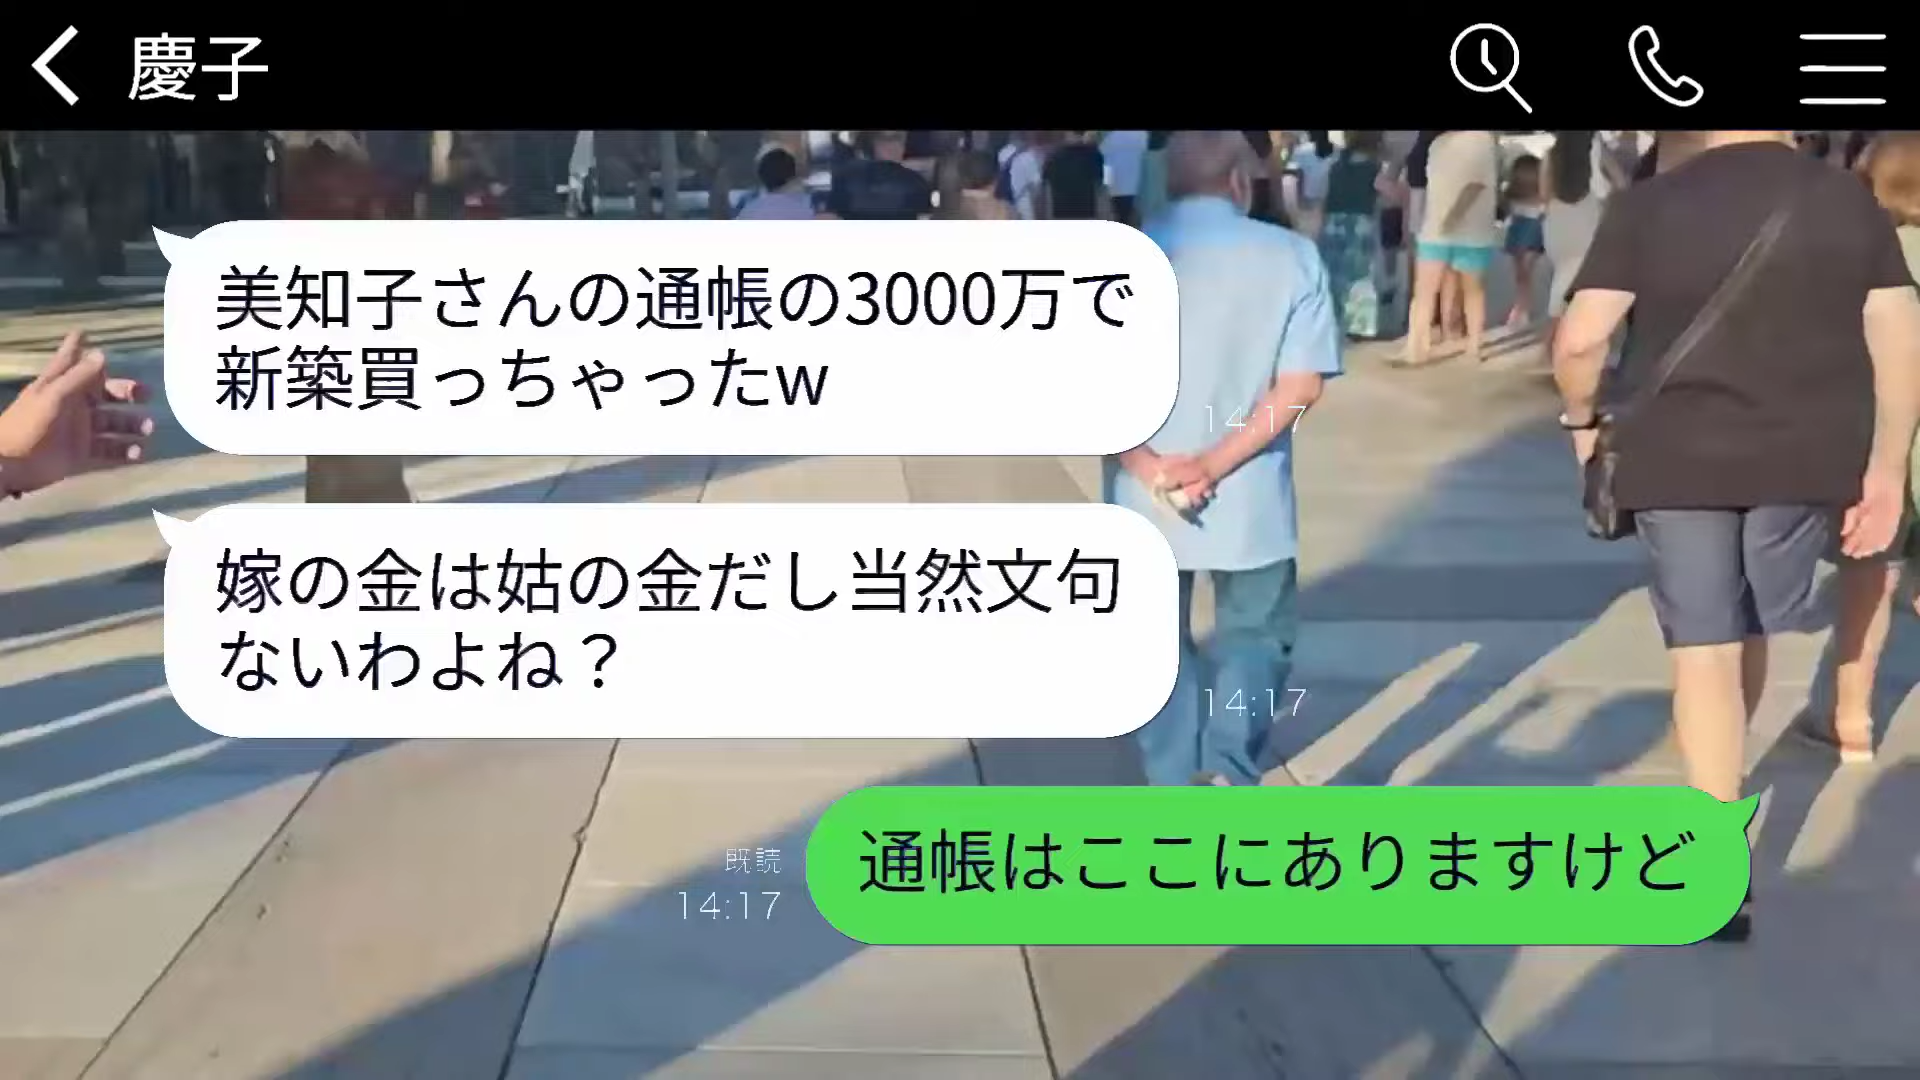 慶子
美知子さんの通帳の3000万で
新築買っちゃったw
14:17
嫁の金は姑の金だし当然文句
ないわよね？
14:17
通帳はここにありますけど
既読
14:17